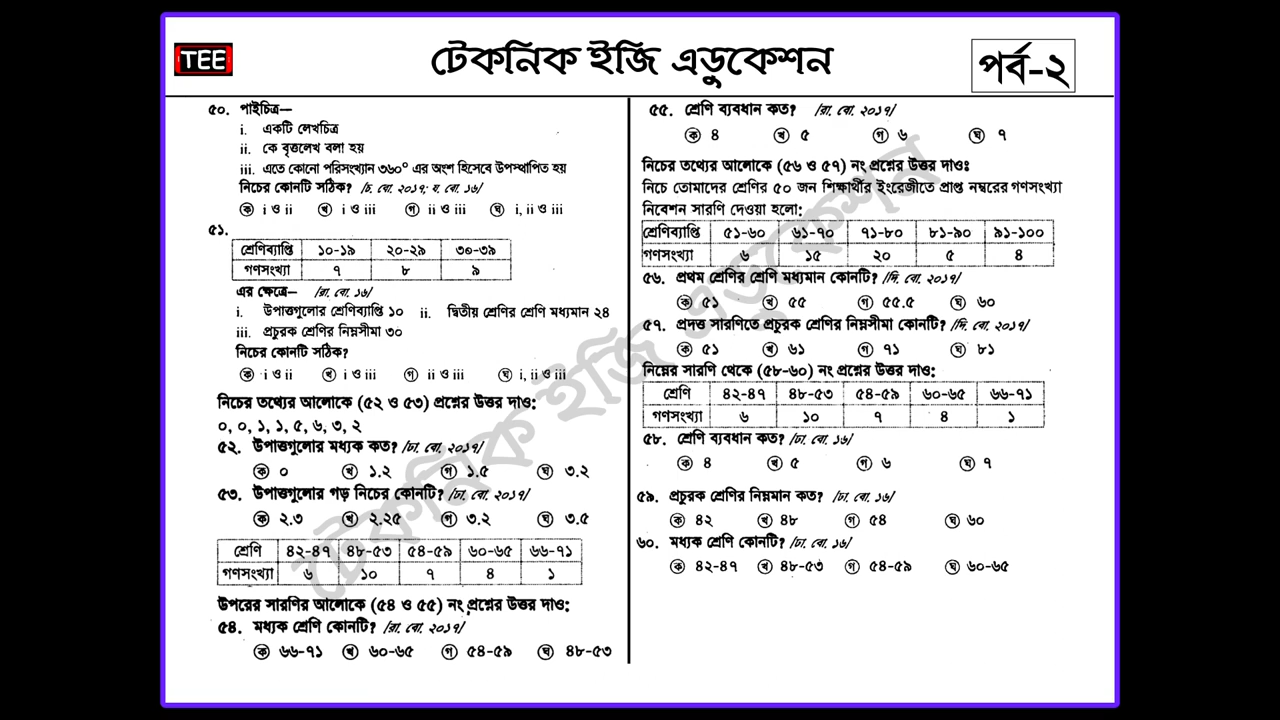 TEE
টেকনিক ইজি এডুকেশন
পর্ব-২
৫০. পাইচিত্র—
i. একটি লেখচিত্র
ii. কে বৃত্তলেখ বলা হয়
iii. এতে কোনো পরিসংখ্যান ৩৬০° এর অংশ হিসেবে উপস্থাপিত হয়
নিচের কোনটি সঠিক? [চ. বো. ২০১৭; য. বো. ১৬]
ক i ও ii খ i ও iii গ ii ও iii ঘ i, ii ও iii
৫১.
শ্রেণিব্যাপ্তি ১০-১৯ ২০-২৯ ৩০-৩৯
গণসংখ্যা ৭ ৮ ৯
এর ক্ষেত্রে— [রা. বো. ১৬]
i. উপাত্তগুলোর শ্রেণিব্যাপ্তি ১০ ii. দ্বিতীয় শ্রেণির শ্রেণি মধ্যমান ২৪
iii. প্রচুরক শ্রেণির নিম্নসীমা ৩০
নিচের কোনটি সঠিক?
ক i ও ii খ i ও iii গ ii ও iii ঘ i, ii ও iii
নিচের তথ্যের আলোকে (৫২ ও ৫৩) প্রশ্নের উত্তর দাও:
০, ০, ১, ১, ৫, ৬, ৩, ২
৫২. উপাত্তগুলোর মধ্যক কত? [ঢা. বো. ২০১৭]
ক ০ খ ১.২ গ ১.৫ ঘ ৩.২
৫৩. উপাত্তগুলোর গড় নিচের কোনটি? [ঢা. বো. ২০১৭]
ক ২.৩ খ ২.২৫ গ ৩.২ ঘ ৩.৫
শ্রেণি ৪২-৪৭ ৪৮-৫৩ ৫৪-৫৯ ৬০-৬৫ ৬৬-৭১
গণসংখ্যা ৬ ১০ ৭ ৪ ১
উপরের সারণির আলোকে (৫৪ ও ৫৫) নং প্রশ্নের উত্তর দাও:
৫৪. মধ্যক শ্রেণি কোনটি? [রা. বো. ২০১৭]
ক ৬৬-৭১ খ ৬০-৬৫ গ ৫৪-৫৯ ঘ ৪৮-৫৩
৫৫. শ্রেণি ব্যবধান কত? [রা. বো. ২০১৭]
ক ৪ খ ৫ গ ৬ ঘ ৭
নিচের তথ্যের আলোকে (৫৬ ও ৫৭) নং প্রশ্নের উত্তর দাওঃ
নিচে তোমাদের শ্রেণির ৫০ জন শিক্ষার্থীর ইংরেজীতে প্রাপ্ত নম্বরের গণসংখ্যা
নিবেশন সারণি দেওয়া হলো:
শ্রেণিব্যাপ্তি ৫১-৬০ ৬১-৭০ ৭১-৮০ ৮১-৯০ ৯১-১০০
গণসংখ্যা ৬ ১৫ ২০ ৫ ৪
৫৬. প্রথম শ্রেণির শ্রেণি মধ্যমান কোনটি? [দি. বো. ২০১৭]
ক ৫১ খ ৫৫ গ ৫৫.৫ ঘ ৬০
৫৭. প্রদত্ত সারণিতে প্রচুরক শ্রেণির নিম্নসীমা কোনটি? [দি. বো. ২০১৭]
ক ৫১ খ ৬১ গ ৭১ ঘ ৮১
নিম্নের সারণি থেকে (৫৮-৬০) নং প্রশ্নের উত্তর দাও:
শ্রেণি ৪২-৪৭ ৪৮-৫৩ ৫৪-৫৯ ৬০-৬৫ ৬৬-৭১
গণসংখ্যা ৬ ১০ ৭ ৪ ১
৫৮. শ্রেণি ব্যবধান কত? [ঢা. বো. ১৬]
ক ৪ খ ৫ গ ৬ ঘ ৭
৫৯. প্রচুরক শ্রেণির নিম্নমান কত? [ঢা. বো. ১৬]
ক ৪২ খ ৪৮ গ ৫৪ ঘ ৬০
৬০. মধ্যক শ্রেণি কোনটি? [ঢা. বো. ১৬]
ক ৪২-৪৭ খ ৪৮-৫৩ গ ৫৪-৫৯ ঘ ৬০-৬৫
টেকনিক ইজি এডুকেশন